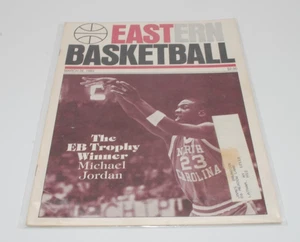 EASTERN
BASKETBALL
The
EB Trophy
Winner
Michael
Jordan
NORTH
23
CAROLINA